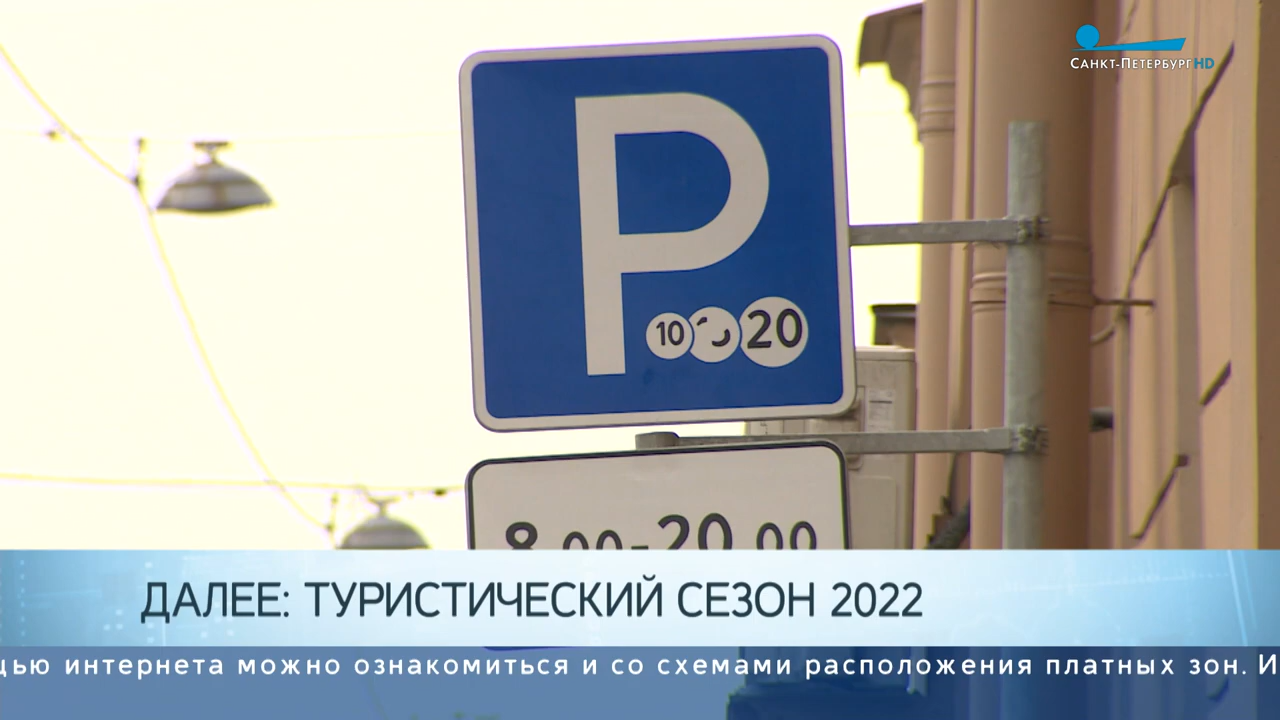 САНКТ-ПЕТЕРБУРГ HD
P
10 20
8.00-20.00
ДАЛЕЕ: ТУРИСТИЧЕСКИЙ СЕЗОН 2022
щью интернета можно ознакомиться и со схемами расположения платных зон. И